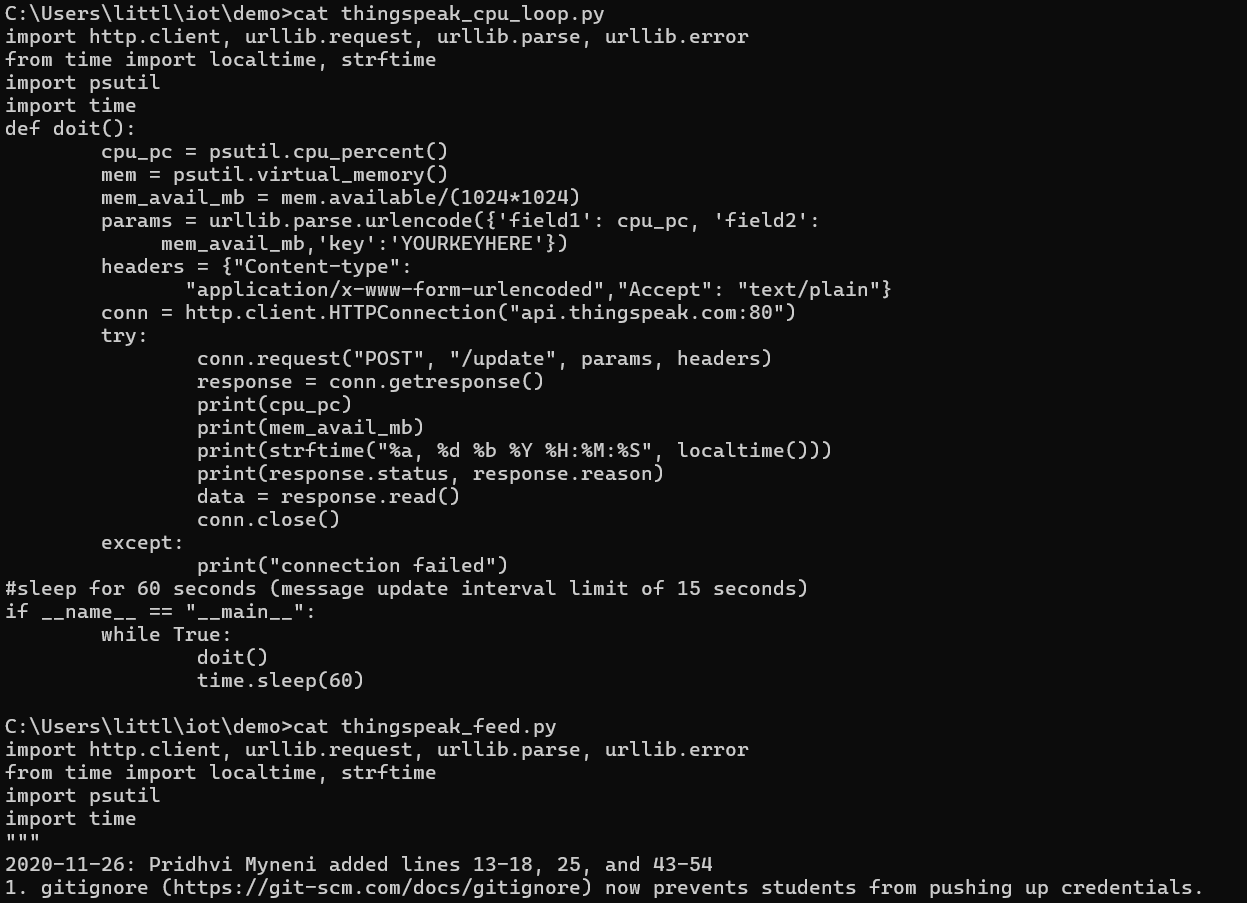 C:\Users\littl\iot\demo>cat thingspeak_cpu_loop.py
import http.client, urllib.request, urllib.parse, urllib.error
from time import localtime, strftime
import psutil
import time
def doit():
        cpu_pc = psutil.cpu_percent()
        mem = psutil.virtual_memory()
        mem_avail_mb = mem.available/(1024*1024)
        params = urllib.parse.urlencode({'field1': cpu_pc, 'field2':
             mem_avail_mb,'key':'YOURKEYHERE'})
        headers = {"Content-type":
               "application/x-www-form-urlencoded","Accept": "text/plain"}
        conn = http.client.HTTPConnection("api.thingspeak.com:80")
        try:
                conn.request("POST", "/update", params, headers)
                response = conn.getresponse()
                print(cpu_pc)
                print(mem_avail_mb)
                print(strftime("%a, %d %b %Y %H:%M:%S", localtime()))
                print(response.status, response.reason)
                data = response.read()
                conn.close()
        except:
                print("connection failed")
#sleep for 60 seconds (message update interval limit of 15 seconds)
if __name__ == "__main__":
        while True:
                doit()
                time.sleep(60)

C:\Users\littl\iot\demo>cat thingspeak_feed.py
import http.client, urllib.request, urllib.parse, urllib.error
from time import localtime, strftime
import psutil
import time
"""
2020-11-26: Pridhvi Myneni added lines 13-18, 25, and 43-54
1. gitignore (https://git-scm.com/docs/gitignore) now prevents students from pushing up credentials.